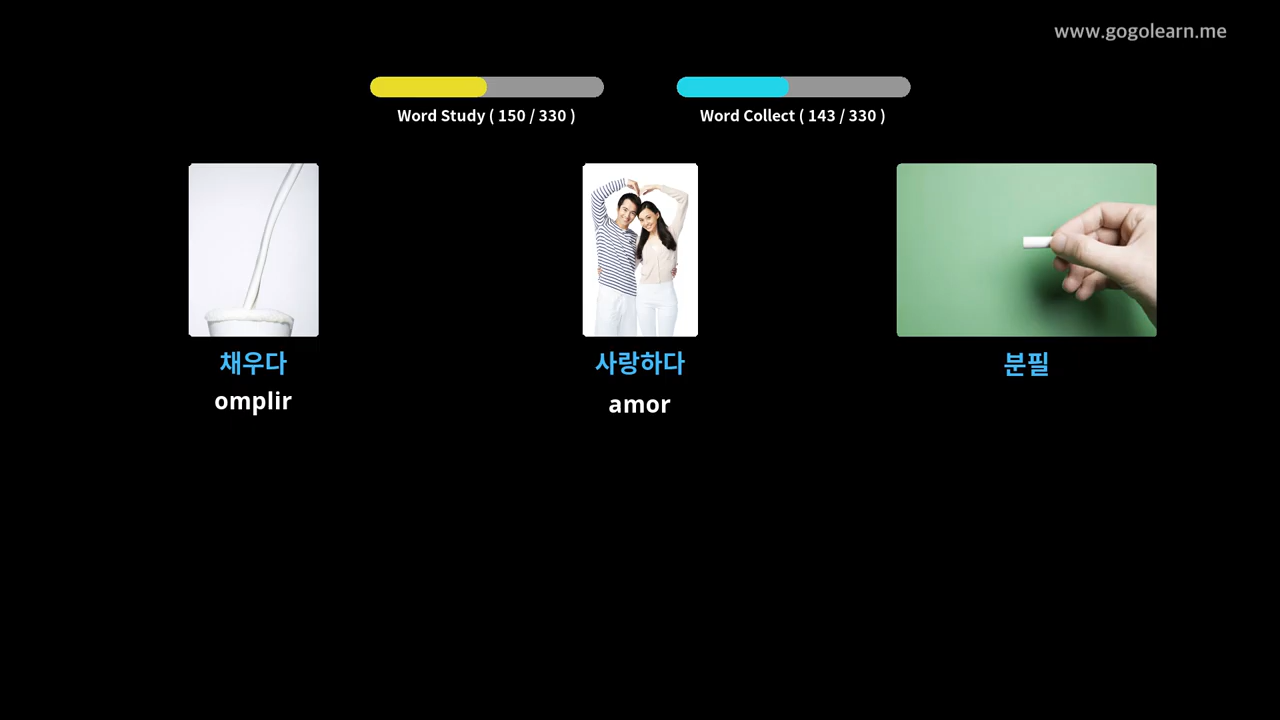 www.gogolearn.me
Word Study ( 150 / 330 )
Word Collect ( 143 / 330 )
채우다
omplir
사랑하다
amor
분필